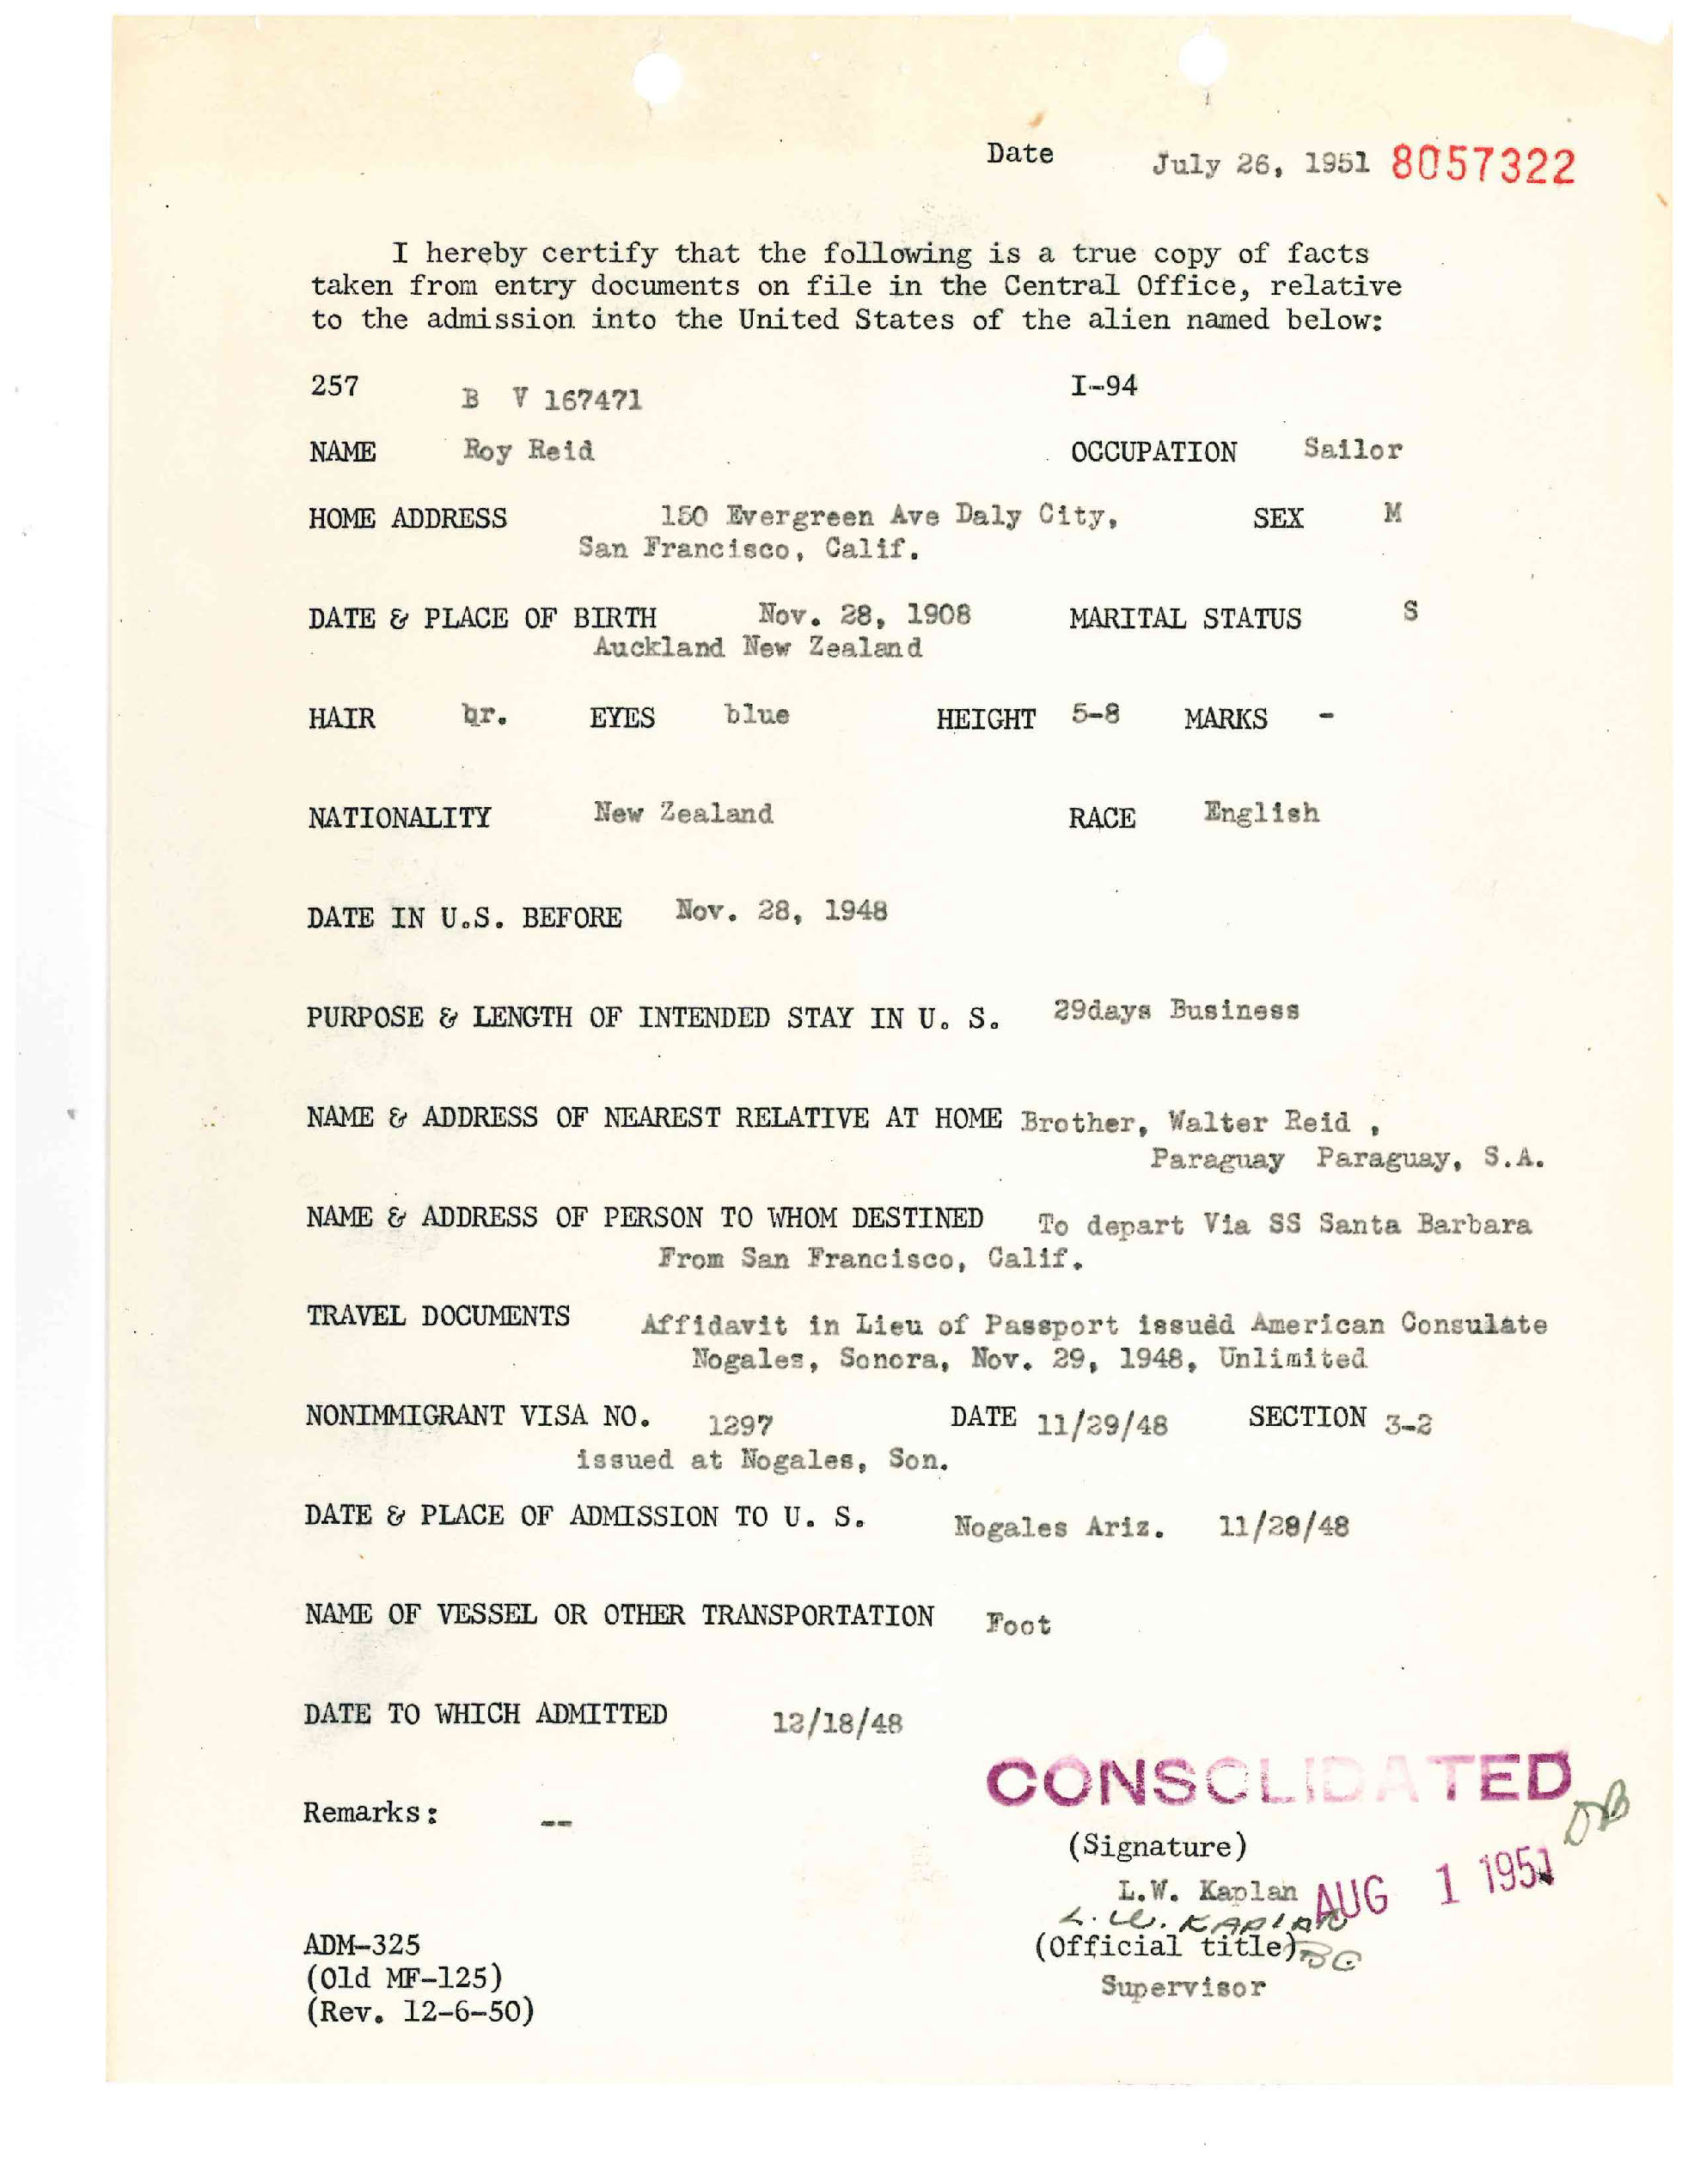 Date July 26, 1951 8057322
I hereby certify that the following is a true copy of facts
taken from entry documents on file in the Central Office, relative
to the admission into the United States of the alien named below:
257 B V 167471 I-94
NAME Roy Reid OCCUPATION Sailor
HOME ADDRESS 150 Evergreen Ave Daly City, SEX M
San Francisco, Calif.
DATE & PLACE OF BIRTH Nov. 28, 1908 MARITAL STATUS S
Auckland New Zealand
HAIR br. EYES blue HEIGHT 5-8 MARKS -
NATIONALITY New Zealand RACE English
DATE IN U.S. BEFORE Nov. 28, 1948
PURPOSE & LENGTH OF INTENDED STAY IN U. S. 29days Business
NAME & ADDRESS OF NEAREST RELATIVE AT HOME Brother, Walter Reid ,
Paraguay Paraguay, S.A.
NAME & ADDRESS OF PERSON TO WHOM DESTINED To depart Via SS Santa Barbara
From San Francisco, Calif.
TRAVEL DOCUMENTS Affidavit in Lieu of Passport issued American Consulate
Nogales, Sonora, Nov. 29, 1948, Unlimited
NONIMMIGRANT VISA NO. 1297 DATE 11/29/48 SECTION 3-2
issued at Nogales, Son.
DATE & PLACE OF ADMISSION TO U. S. Nogales Ariz. 11/29/48
NAME OF VESSEL OR OTHER TRANSPORTATION Foot
DATE TO WHICH ADMITTED 12/18/48
CONSOLIDATED
Remarks: --
(Signature)
L.W. Kaplan AUG 1 1951
L. W. KAPLAN
ADM-325 (Official title)
(Old MF-125) Supervisor
(Rev. 12-6-50)